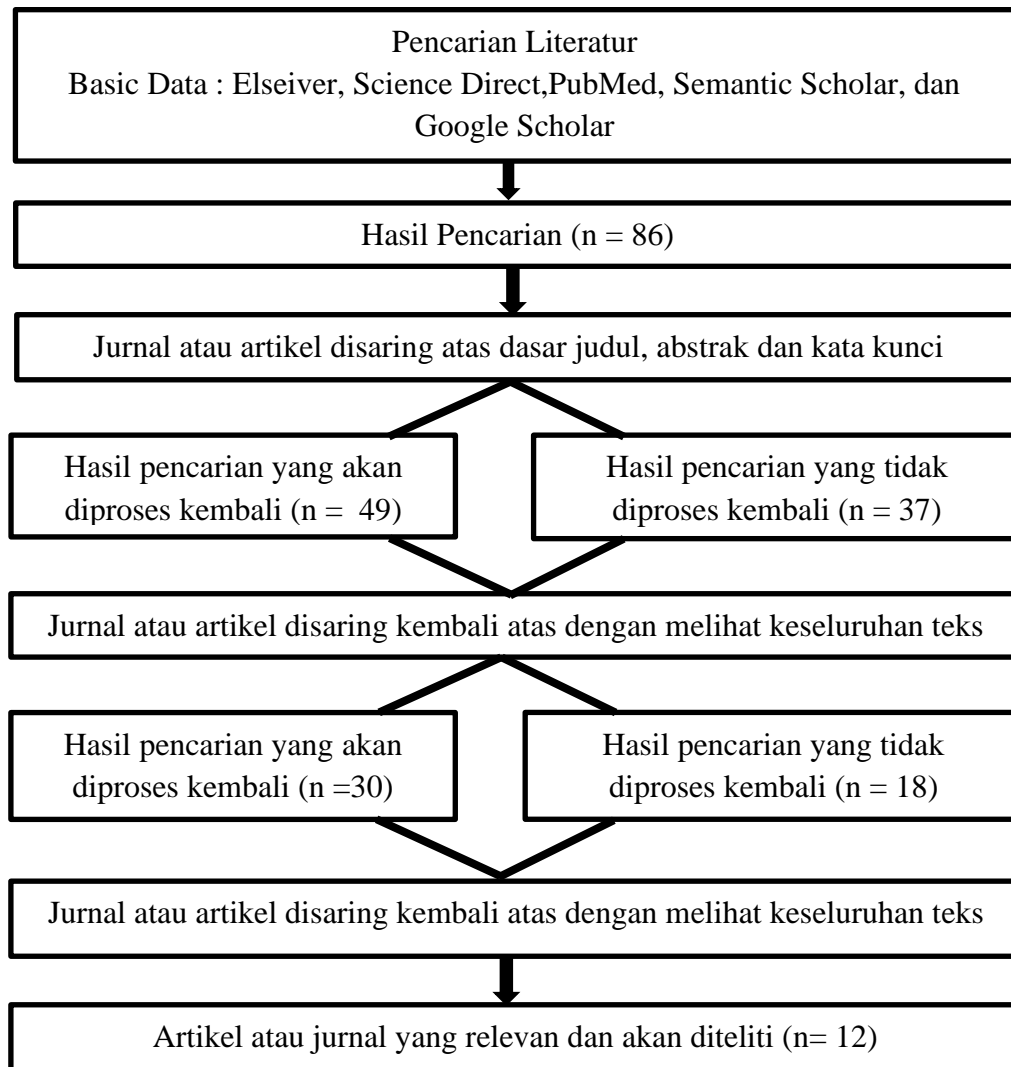 Pencarian Literatur
Basic Data : Elseiver, Science Direct,PubMed, Semantic Scholar, dan
Google Scholar
Hasil Pencarian (n = 86)
Jurnal atau artikel disaring atas dasar judul, abstrak dan kata kunci
Hasil pencarian yang akan
diproses kembali (n =  49)
Hasil pencarian yang tidak
diproses kembali (n = 37)
Jurnal atau artikel disaring kembali atas dengan melihat keseluruhan teks
Hasil pencarian yang akan
diproses kembali (n =30)
Hasil pencarian yang tidak
diproses kembali (n = 18)
Jurnal atau artikel disaring kembali atas dengan melihat keseluruhan teks
Artikel atau jurnal yang relevan dan akan diteliti (n= 12)